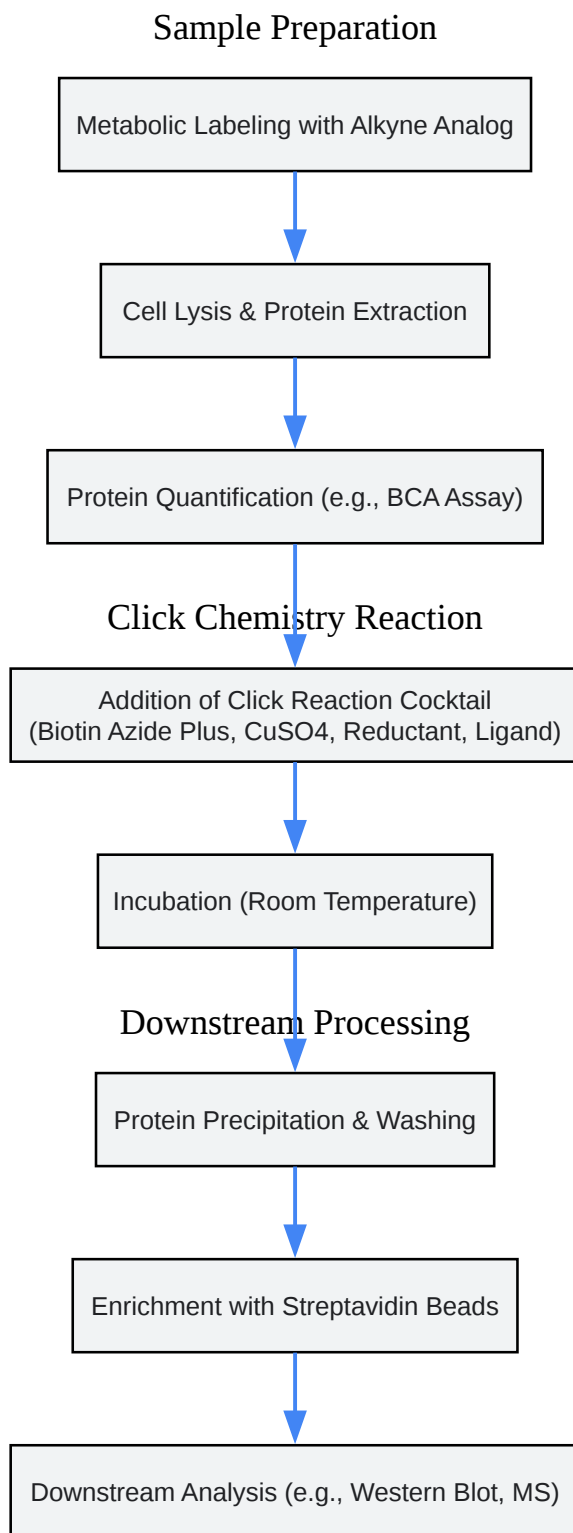 Sample Preparation
Metabolic Labeling with Alkyne Analog
Cell Lysis & Protein Extraction
Protein Quantification (e.g., BCA Assay)
Click Chemistry Reaction
Addition of Click Reaction Cocktail
(Biotin Azide Plus, CuSO4, Reductant, Ligand)
Incubation (Room Temperature)
Downstream Processing
Protein Precipitation & Washing
Enrichment with Streptavidin Beads
Downstream Analysis (e.g., Western Blot, MS)